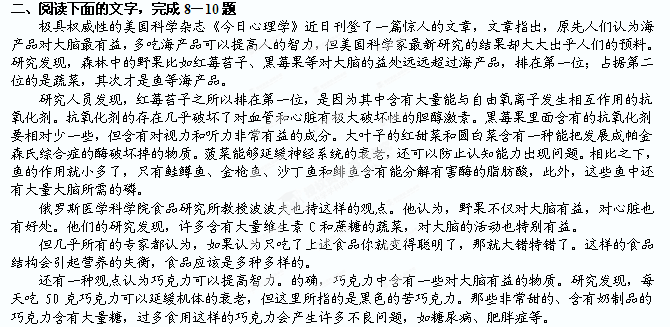 二、阅读下面的文字，完成8－10题
极具权威性的美国科学杂志《今日心理学》近日刊登了一篇惊人的文章，文章指出，原先人们认为海
产品对大脑最有益，多吃海产品可以提高人的智力，但美国科学家最新研究的结果却大大出乎人们的预料。
研究发现，森林中的野果比如红莓苔子、黑莓果等对大脑的益处远远超过海产品，排在第一位；占据第二
位的是蔬菜，其次才是鱼等海产品。
研究人员发现，红莓苔子之所以排在第一位，是因为其中含有大量能与自由氧离子发生相互作用的抗
氧化剂。抗氧化剂的存在几乎破坏了对血管和心脏有极大破坏性的胆醇激素。黑莓果里面含有的抗氧化剂
要相对少一些，但含有对视力和听力非常有益的成分。大叶子的红甜菜和圆白菜含有一种能把发展成帕金
森氏综合症的酶破坏掉的物质。菠菜能够延缓神经系统的衰老，还可以防止认知能力出现问题。相比之下，
鱼的作用就小多了，只有鲑鳟鱼、金枪鱼、沙丁鱼和鲱鱼含有能分解有害酶的脂肪酸，此外，这些鱼中还
有大量大脑所需的磷。
俄罗斯医学科学院食品研究所教授波波夫也持这样的观点。他认为，野果不仅对大脑有益，对心脏也
有好处。他们的研究发现，许多含有大量维生素C和蔗糖的蔬菜，对大脑的活动也特别有益。
但几乎所有的专家都认为，如果认为只吃了上述食品你就变得聪明了，那就大错特错了。这样的食品
结构会引起营养的失衡，食品应该是多种多样的。
还有一种观点认为巧克力可以提高智力。的确，巧克力中含有一些对大脑有益的物质。研究发现，每
天吃50克巧克力可以延缓机体的衰老，但这里所指的是黑色的苦巧克力。那些非常甜的、含有奶制品的
巧克力含有大量糖，过多食用这样的巧克力会产生许多不良问题，如糖尿病、肥胖症等。